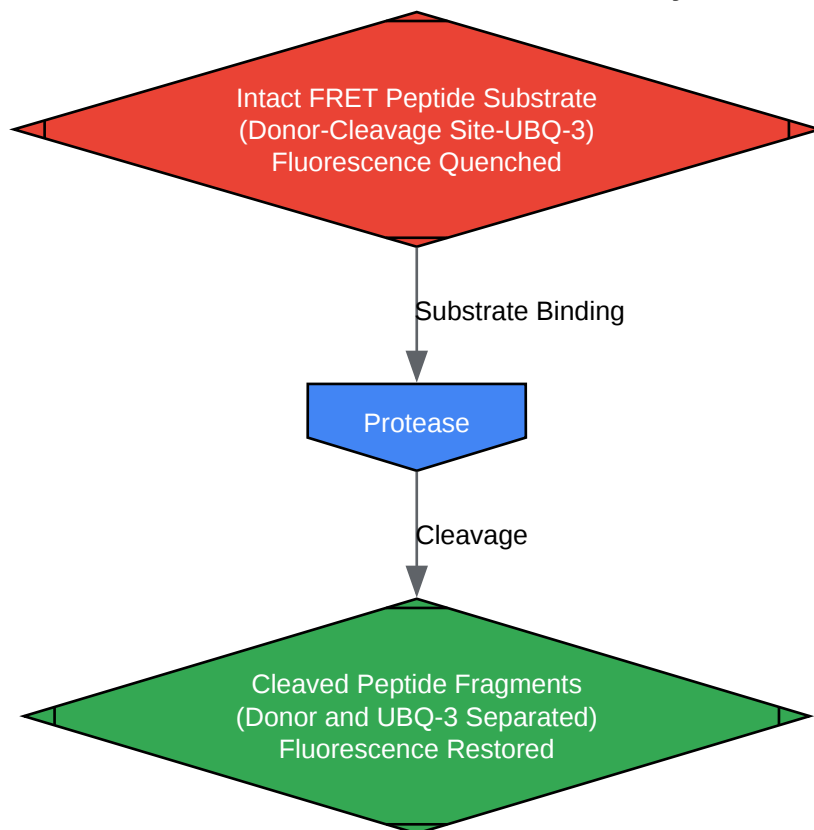 Intact FRET Peptide Substrate
(Donor-Cleavage Site-UBQ-3)
Fluorescence Quenched
Substrate Binding
Protease
Cleavage
Cleaved Peptide Fragments
(Donor and UBQ-3 Separated)
Fluorescence Restored